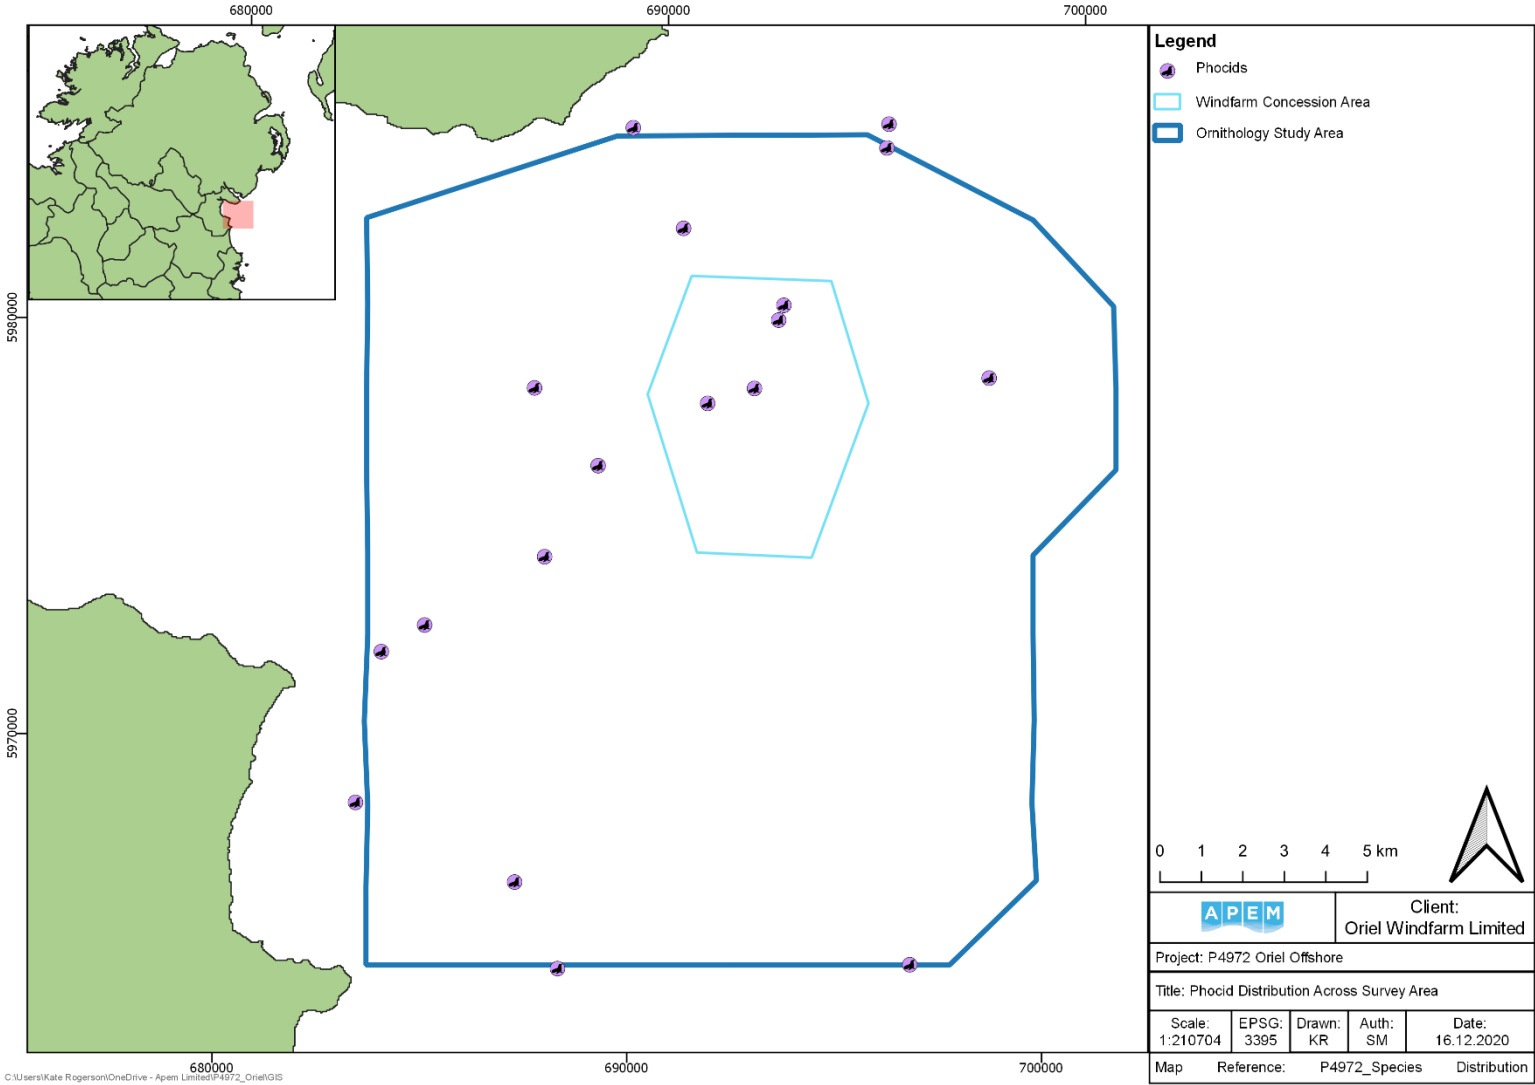 680000
690000
700000
5980000
5970000
680000
690000
700000
Legend
Phocids
Windfarm Concession Area
Ornithology Study Area
0 1 2 3 4 5 km
APEM
Client:
Oriel Windfarm Limited
Project: P4972 Oriel Offshore
Title: Phocid Distribution Across Survey Area
Scale: EPSG: Drawn: Auth: Date:
1:210704 3395 KR SM 16.12.2020
Map Reference: P4972_Species Distribution
C:\Users\Kate Rogerson\OneDrive - Apem Limited\P4972_Oriel\GIS